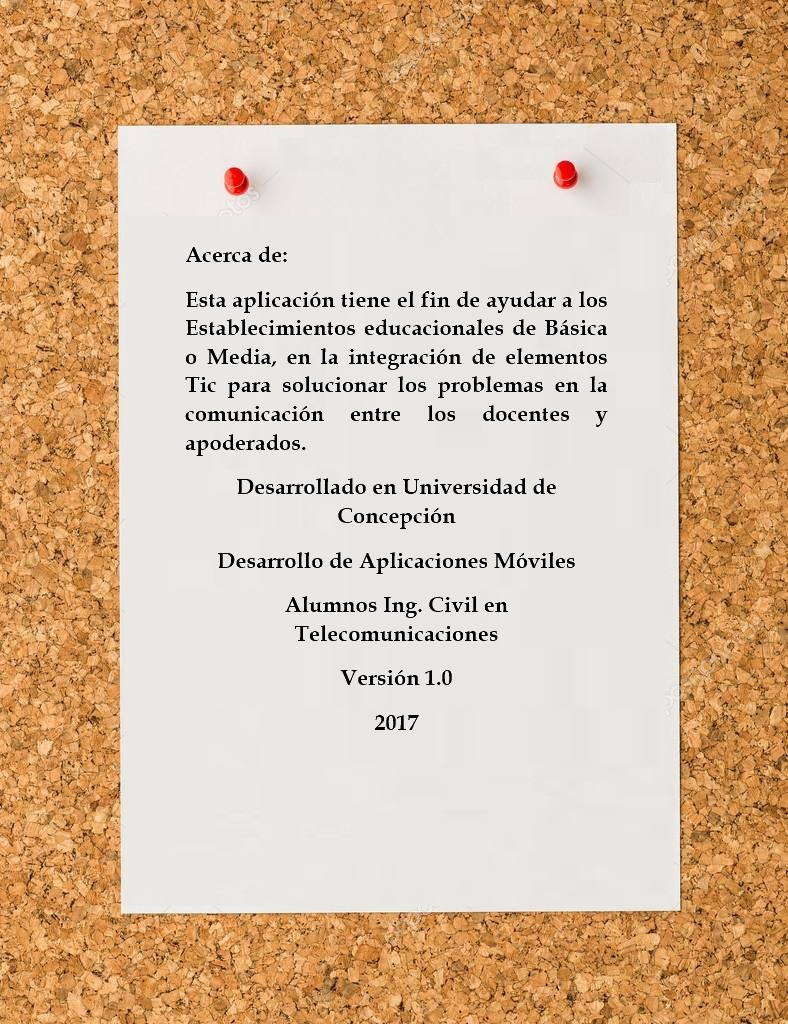 Acerca de:
Esta aplicación tiene el fin de ayudar a los
Establecimientos educacionales de Básica
o Media, en la integración de elementos
Tic para solucionar los problemas en la
comunicación entre los docentes y
apoderados.
Desarrollado en Universidad de
Concepción
Desarrollo de Aplicaciones Móviles
Alumnos Ing. Civil en
Telecomunicaciones
Versión 1.0
2017